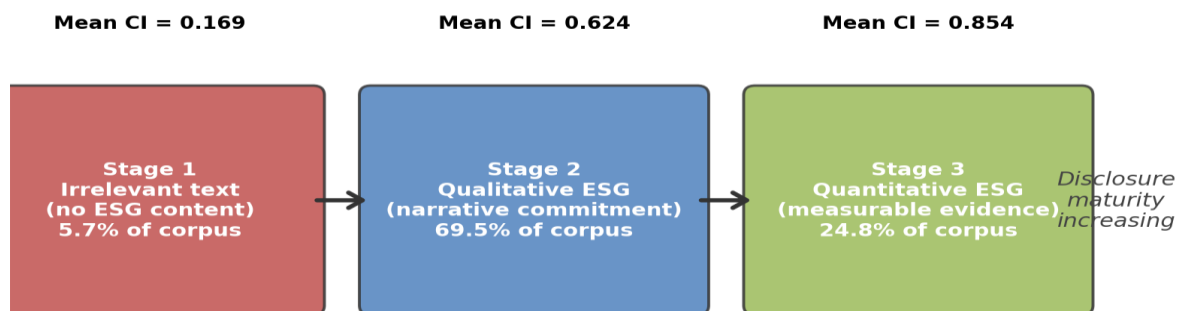 Mean CI = 0.169
Mean CI = 0.624
Mean CI = 0.854
Stage 1
Irrelevant text
(no ESG content)
5.7% of corpus
Stage 2
Qualitative ESG
(narrative commitment)
69.5% of corpus
Stage 3
Quantitative ESG
(measurable evidence)
24.8% of corpus
Disclosure
maturity
increasing